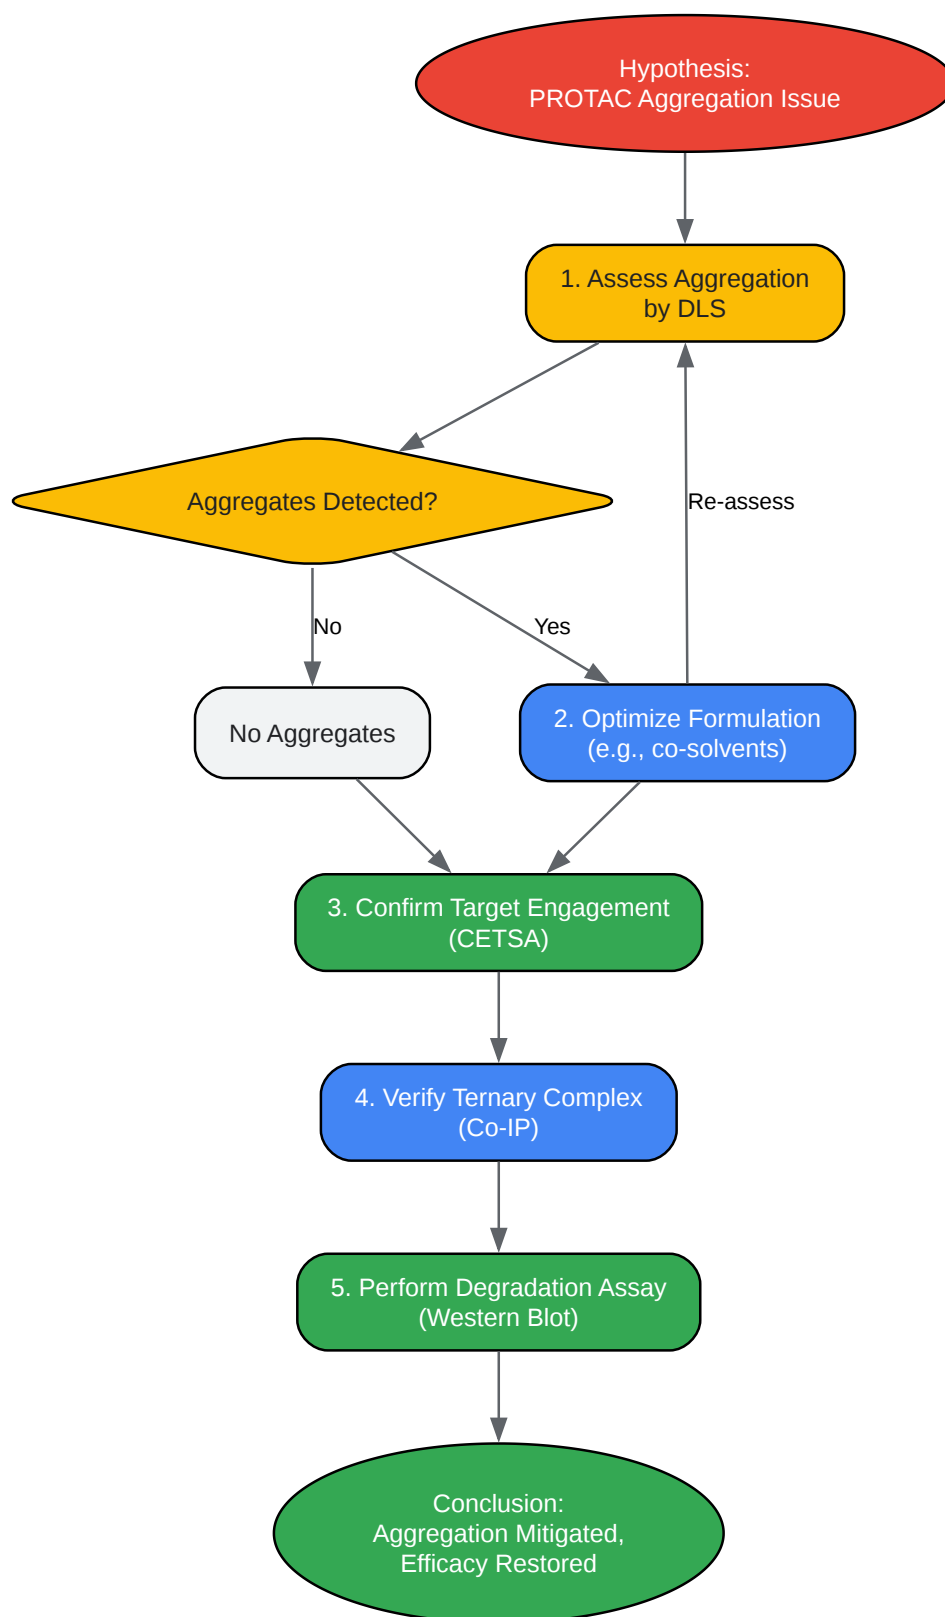 Hypothesis:
PROTAC Aggregation Issue
1. Assess Aggregation
by DLS
Aggregates Detected?
Re-assess
No
Yes
No Aggregates
2. Optimize Formulation
(e.g., co-solvents)
3. Confirm Target Engagement
(CETSA)
4. Verify Ternary Complex
(Co-IP)
5. Perform Degradation Assay
(Western Blot)
Conclusion:
Aggregation Mitigated,
Efficacy Restored